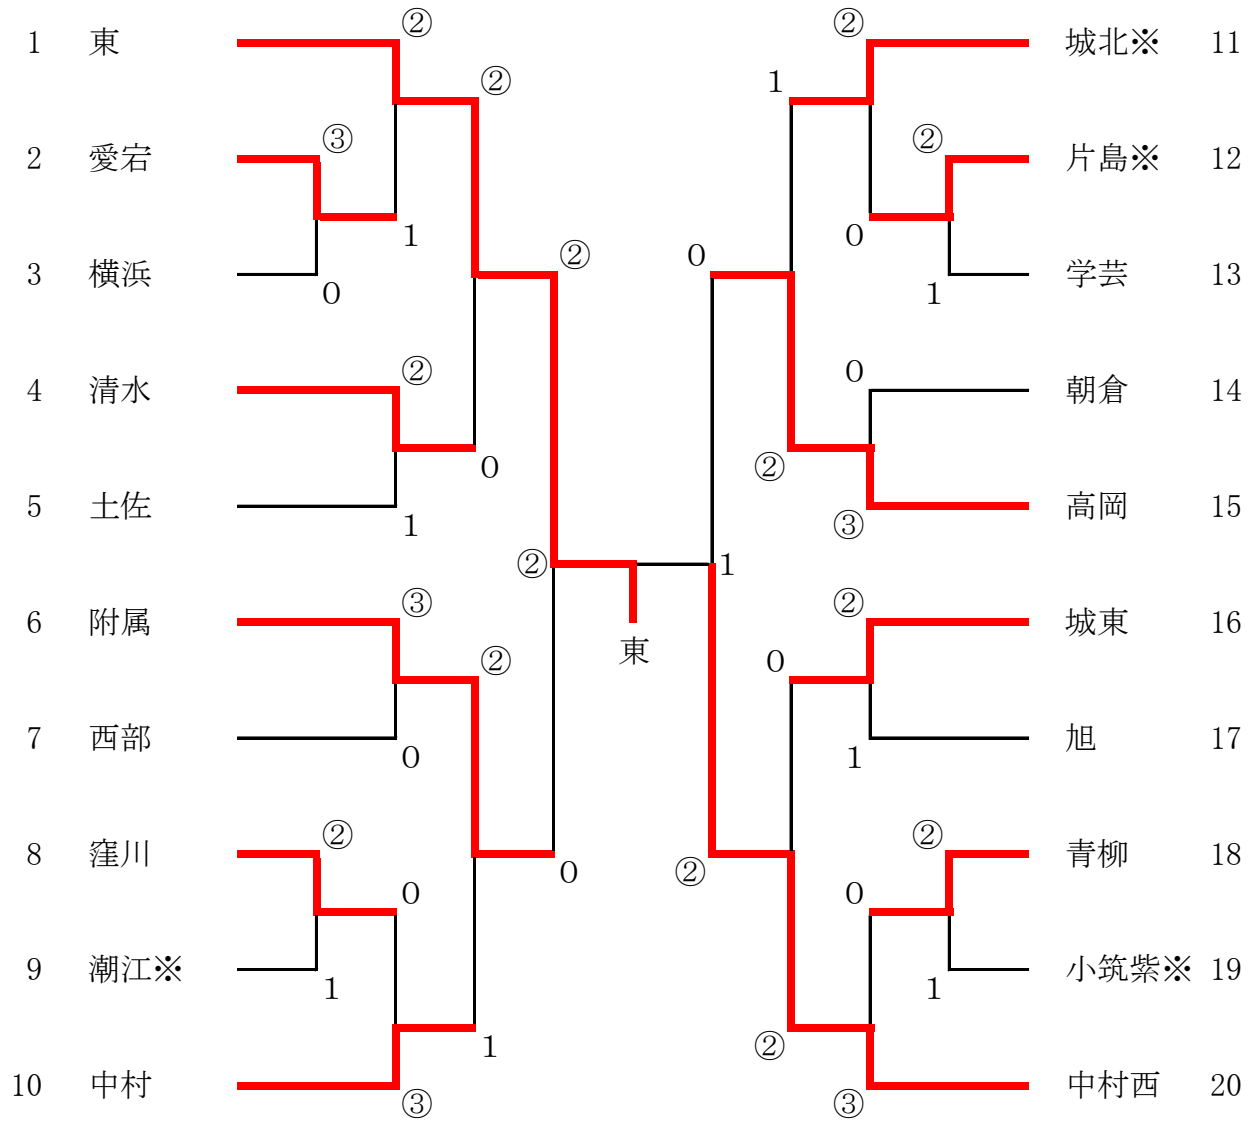 ②
②
1 東
城北※ 11
②
1
③
②
2 愛宕
片島※ 12
1
0
②
0
3 横浜
学芸 13
0
1
②
0
4 清水
朝倉 14
0
②
5 土佐
高岡 15
1
③
②
1
③
②
6 附属
城東 16
東
②
0
7 西部
旭 17
0
1
②
②
8 窪川
青柳 18
0
②
0
0
9 潮江※
小筑紫※ 19
1
1
1
②
10 中村
中村西 20
③
③